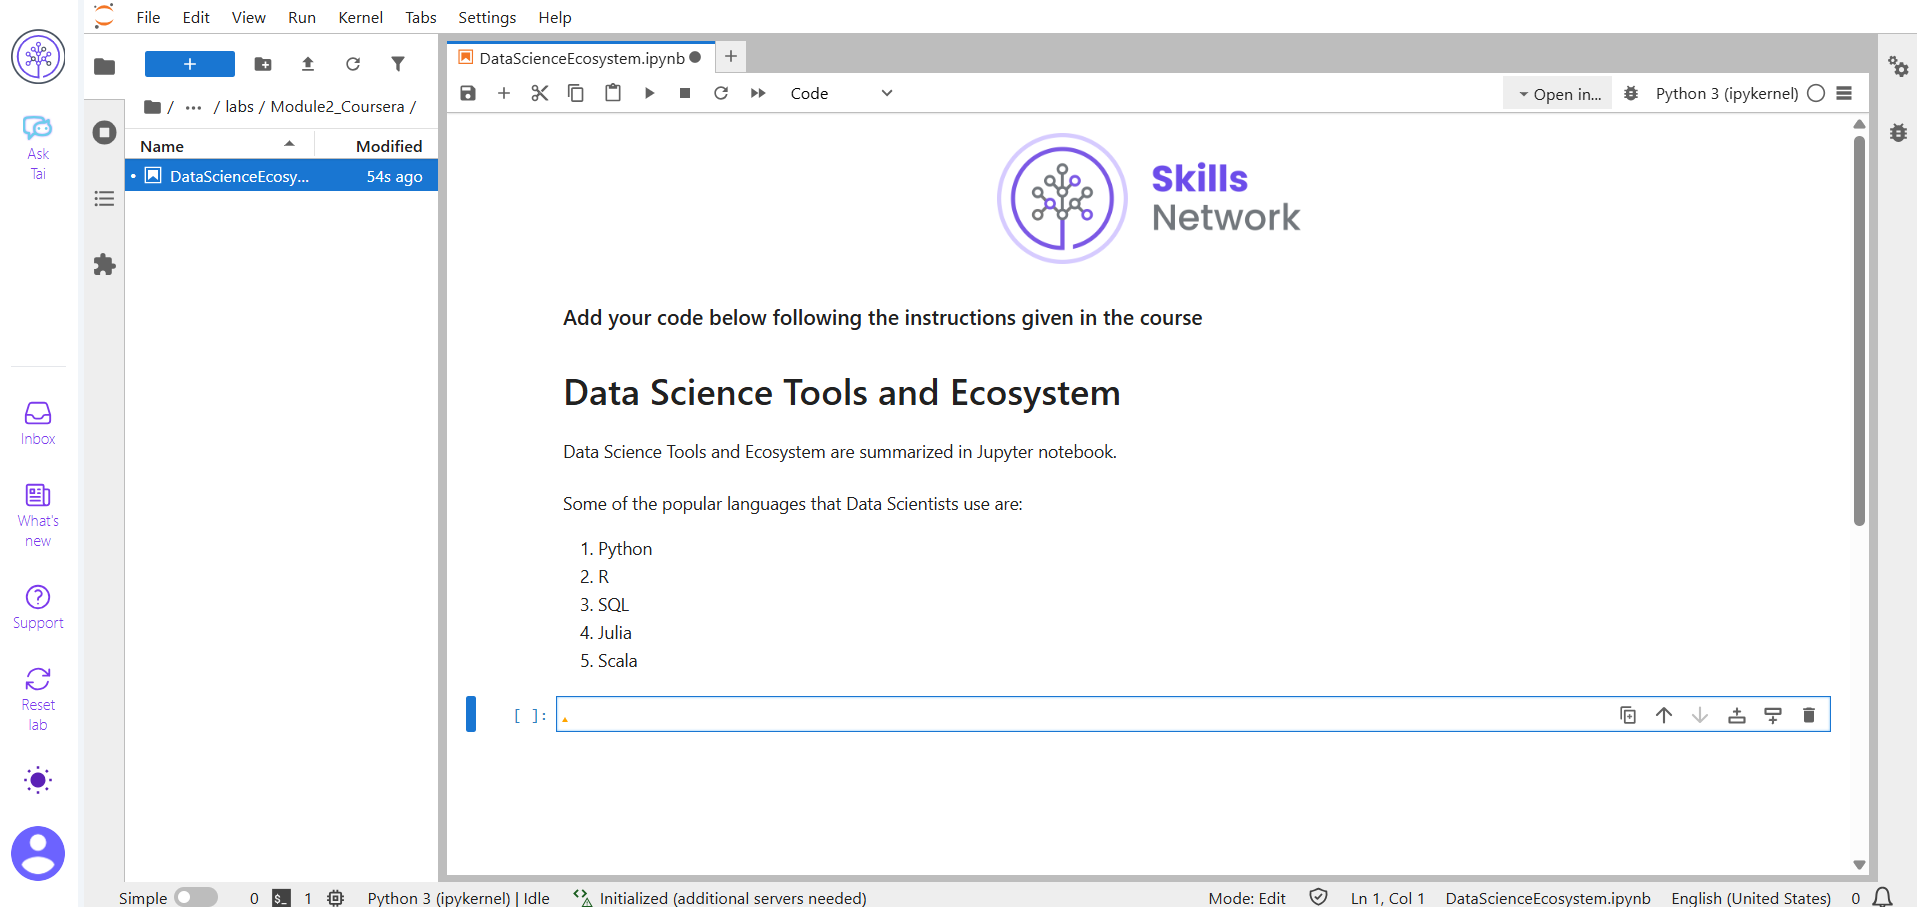 File Edit View Run Kernel Tabs Settings Help
Ask
Tai
Inbox
What's
new
Support
Reset
lab
/ ... / labs / Module2_Coursera /
Name Modified
• DataScienceEcosy... 54s ago
DataScienceEcosystem.ipynb
Code
Open in...
Python 3 (ipykernel)
Skills
Network
Add your code below following the instructions given in the course
Data Science Tools and Ecosystem
Data Science Tools and Ecosystem are summarized in Jupyter notebook.
Some of the popular languages that Data Scientists use are:
1. Python
2. R
3. SQL
4. Julia
5. Scala
[ ]:
Simple 0 $_ 1 Python 3 (ipykernel) | Idle Initialized (additional servers needed) Mode: Edit Ln 1, Col 1 DataScienceEcosystem.ipynb English (United States) 0